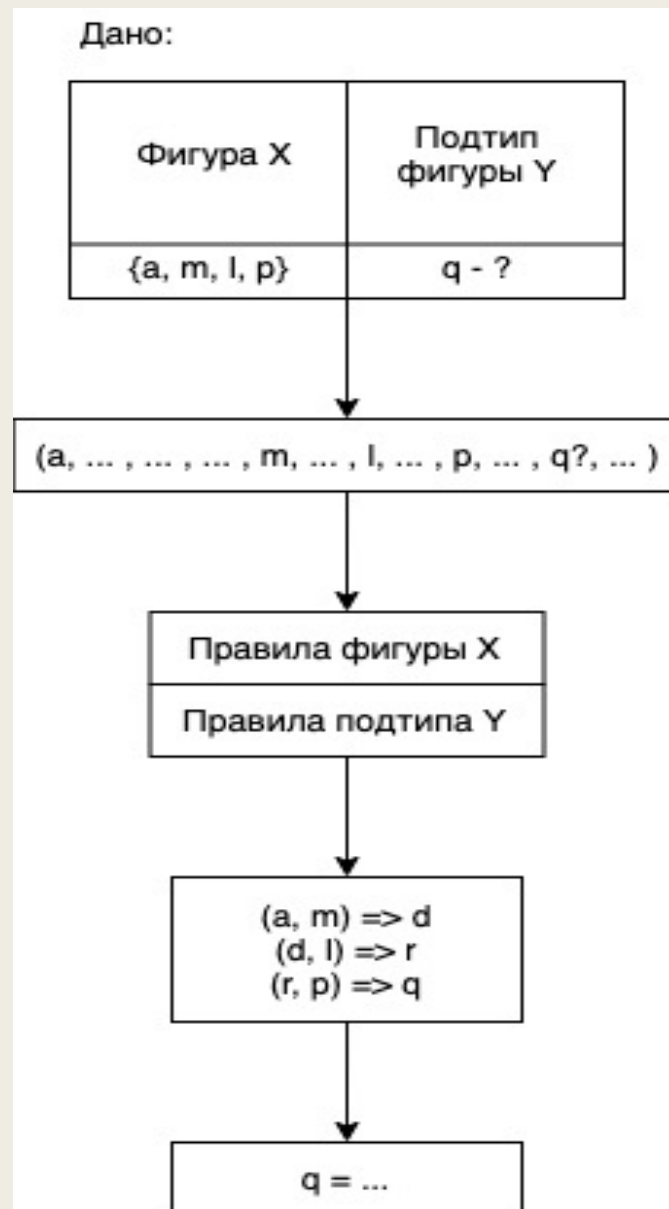 Дано:
Фигура X
Подтип
фигуры Y
{a, m, l, p}
q - ?
(a, ... , ... , ... , m, ... , l, ... , p, ... , q?, ... )
Правила фигуры X
Правила подтипа Y
(a, m) => d
(d, l) => r
(r, p) => q
q = ...